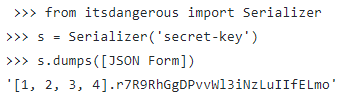 >>> from itsdangerous import Serializer
>>> s = Serializer('secret-key')
>>> s.dumps([JSON Form])
'[1, 2, 3, 4].r7R9RhGgDPvvWl3iNzLuIIfELmo'